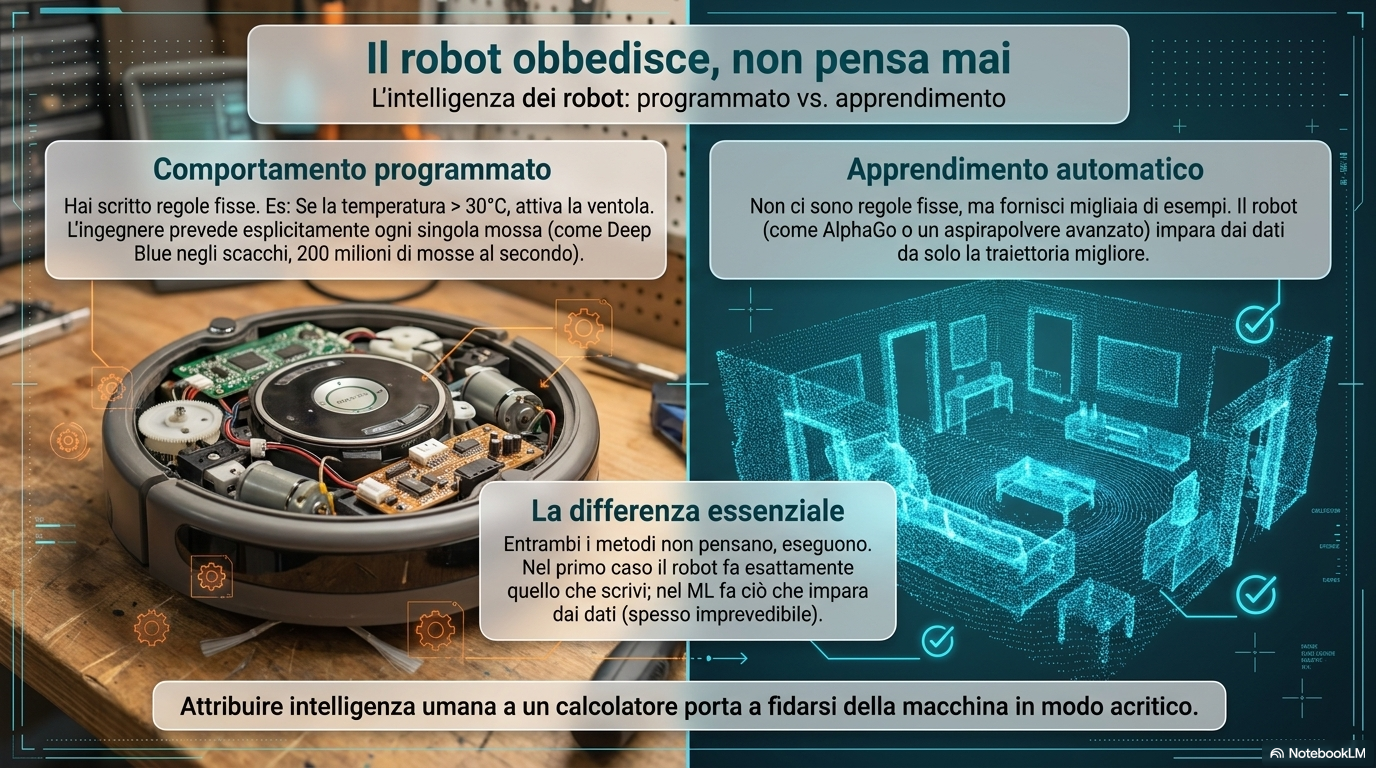 Il robot obbedisce, non pensa mai
L'intelligenza dei robot: programmato vs. apprendimento
Comportamento programmato
Hai scritto regole fisse. Es: Se la temperatura > 30°C, attiva la ventola.
L'ingegnere prevede esplicitamente ogni singola mossa (come Deep
Blue negli scacchi, 200 milioni di mosse al secondo).
Apprendimento automatico
Non ci sono regole fisse, ma fornisci migliaia di esempi. Il robot
(come AlphaGo o un aspirapolvere avanzato) impara dai dati
da solo la traiettoria migliore.
La differenza essenziale
Entrambi i metodi non pensano, eseguono.
Nel primo caso il robot fa esattamente
quello che scrivi; nel ML fa ciò che impara
dai dati (spesso imprevedibile).
Attribuire intelligenza umana a un calcolatore porta a fidarsi della macchina in modo acritico.
NotebookLM